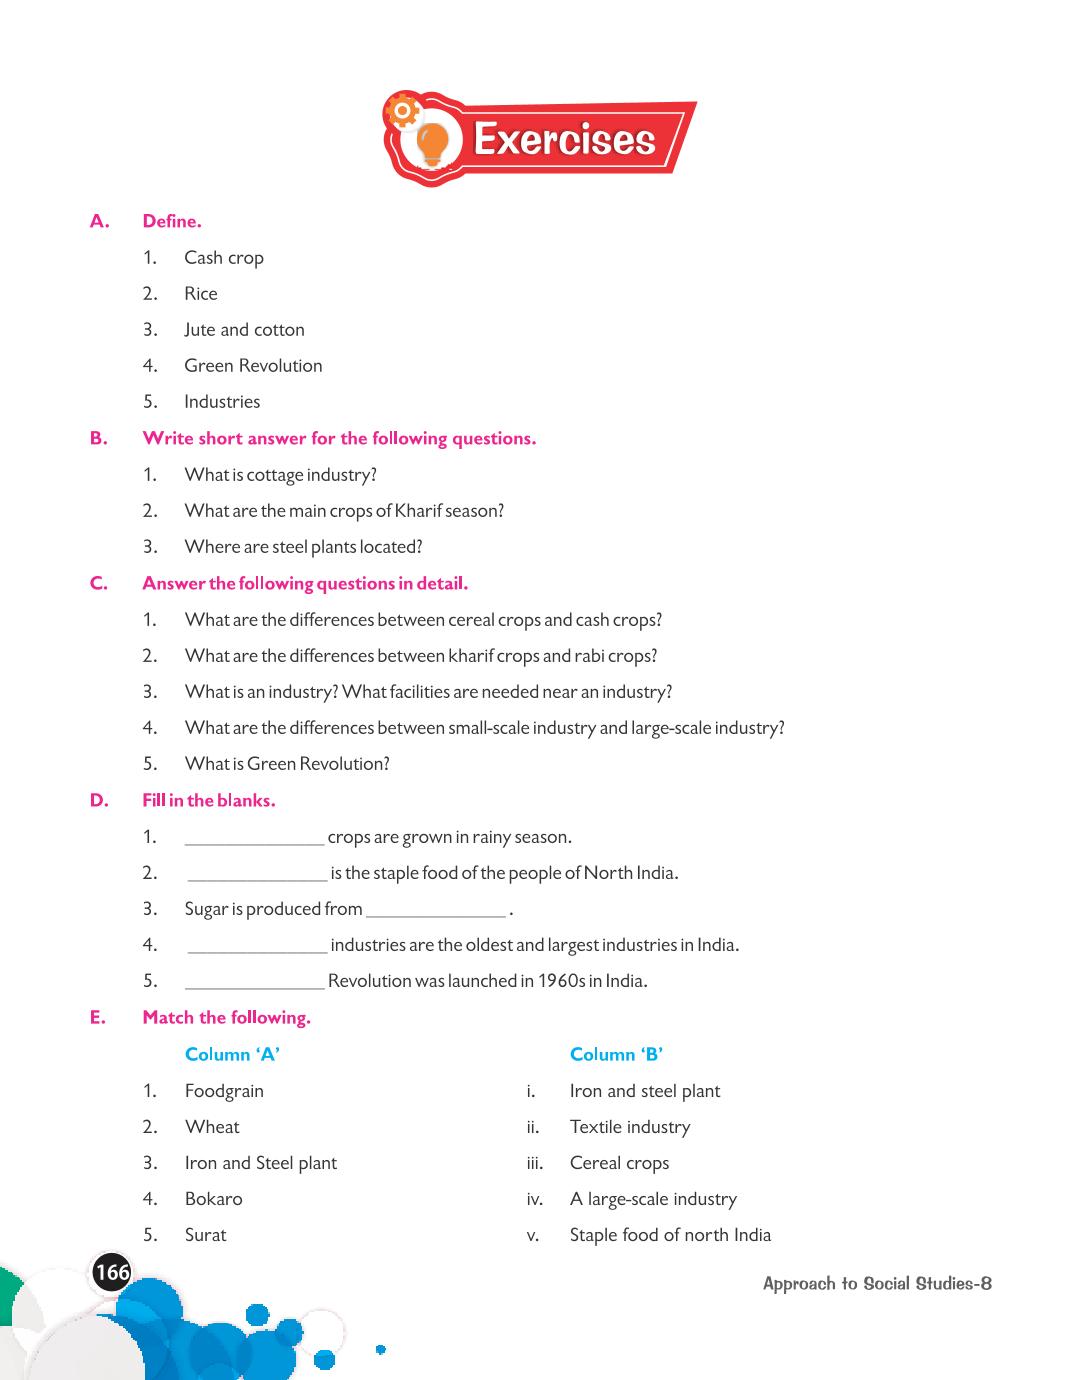 Exercises
A. Define.
1. Cash crop
2. Rice
3. Jute and cotton
4. Green Revolution
5. Industries
B. Write short answer for the following questions.
1. What is cottage industry?
2. What are the main crops of Kharif season?
3. Where are steel plants located?
C. Answer the following questions in detail.
1. What are the differences between cereal crops and cash crops?
2. What are the differences between kharif crops and rabi crops?
3. What is an industry? What facilities are needed near an industry?
4. What are the differences between small-scale industry and large-scale industry?
5. What is Green Revolution?
D. Fill in the blanks.
1. ______________ crops are grown in rainy season.
2. ______________ is the staple food of the people of North India.
3. Sugar is produced from ______________ .
4. ______________ industries are the oldest and largest industries in India.
5. ______________ Revolution was launched in 1960s in India.
E. Match the following.
Column ‘A’ Column ‘B’
1. Foodgrain i. Iron and steel plant
2. Wheat ii. Textile industry
3. Iron and Steel plant iii. Cereal crops
4. Bokaro iv. A large-scale industry
5. Surat v. Staple food of north India
166
Approach to Social Studies-8